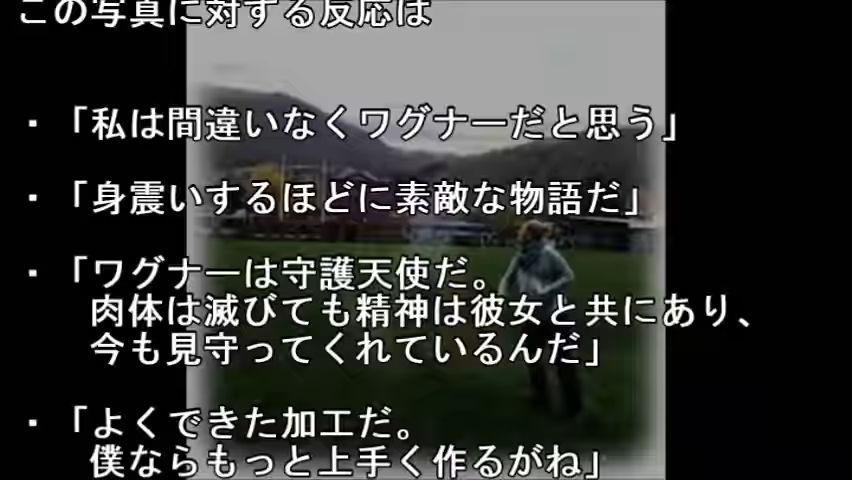 この写真に対する反応は
・「私は間違いなくワグナーだと思う」
・「身震いするほどに素敵な物語だ」
・「ワグナーは守護天使だ。
肉体は滅びても精神は彼女と共にあり、
今も見守ってくれているんだ」
・「よくできた加工だ。
僕ならもっと上手く作るがね」